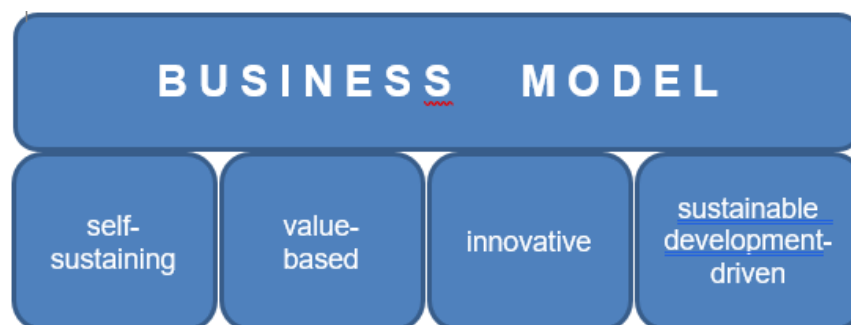 BUSINESS MODEL
self-
sustaining
value-
based
innovative
sustainable
development-
driven